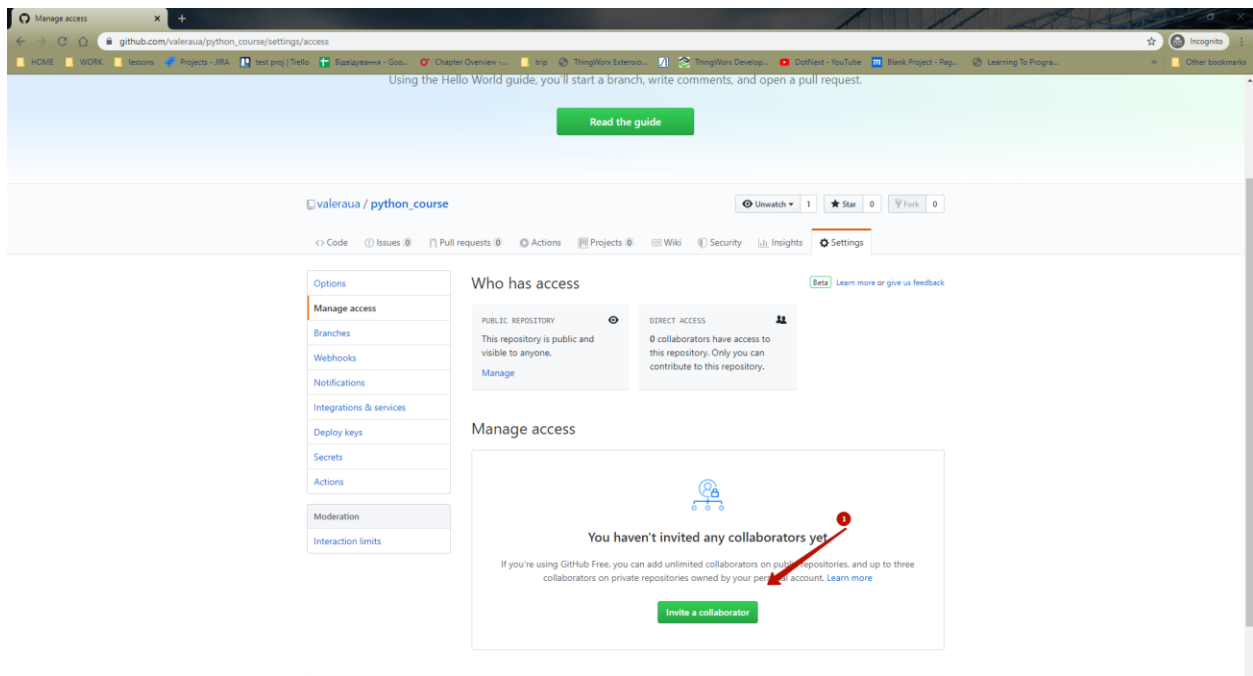 Manage access
github.com/valeraua/python_course/settings/access
Incognito
HOME WORK lessons Projects - JIRA test proj | Trello Відвідування - Goo... Chapter Overview -... trip ThingWorx Extensio... ThingWorx Develop... DotNext - YouTube Blank Project - Pag... Learning To Progra... » Other bookmarks
Using the Hello World guide, you'll start a branch, write comments, and open a pull request.
Read the guide
valeraua / python_course
Unwatch 1 Star 0 Fork 0
Code Issues 0 Pull requests 0 Actions Projects 0 Wiki Security Insights Settings
Options
Manage access
Branches
Webhooks
Notifications
Integrations & services
Deploy keys
Secrets
Actions
Moderation
Interaction limits
Who has access
Beta Learn more or give us feedback
PUBLIC REPOSITORY
This repository is public and
visible to anyone.
Manage
DIRECT ACCESS
0 collaborators have access to
this repository. Only you can
contribute to this repository.
Manage access
1
You haven't invited any collaborators yet
If you're using GitHub Free, you can add unlimited collaborators on public repositories, and up to three
collaborators on private repositories owned by your personal account. Learn more
Invite a collaborator